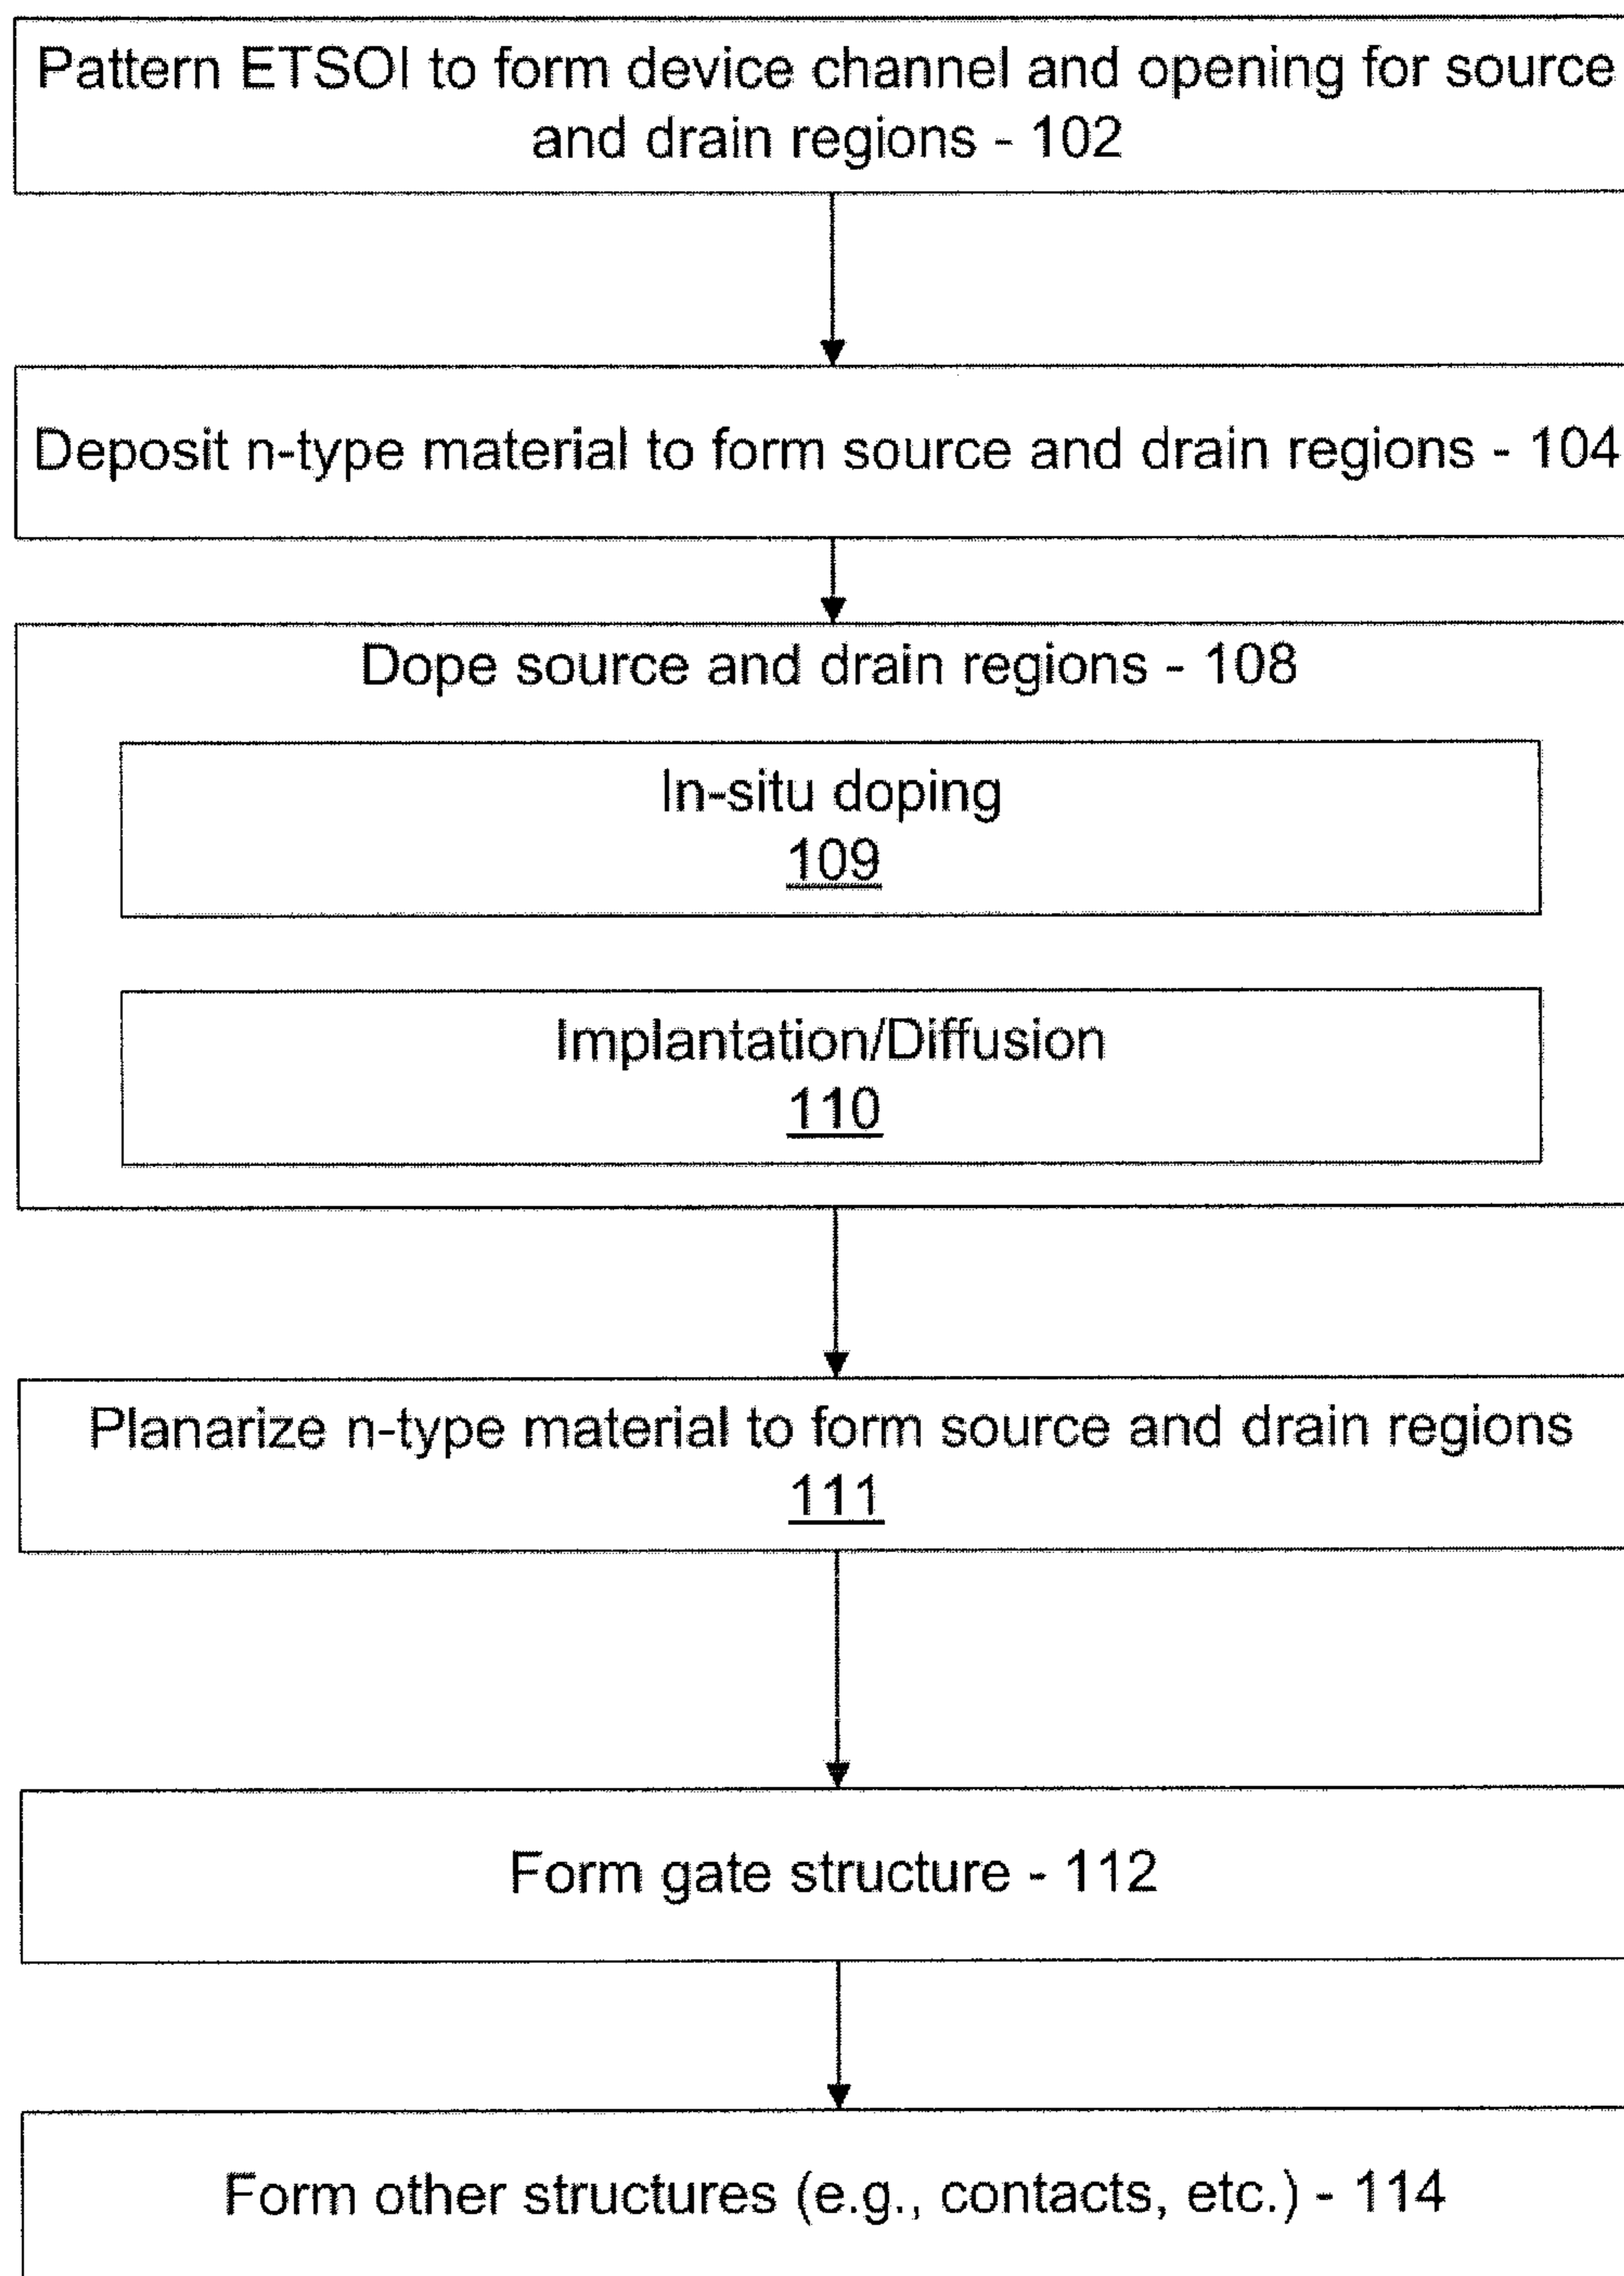 Pattern ETSOI to form device channel and opening for source
and drain regions - 102
Deposit n-type material to form source and drain regions - 104
Dope source and drain regions - 108
In-situ doping
109
Implantation/Diffusion
110
Planarize n-type material to form source and drain regions
111
Form gate structure - 112
Form other structures (e.g., contacts, etc.) - 114